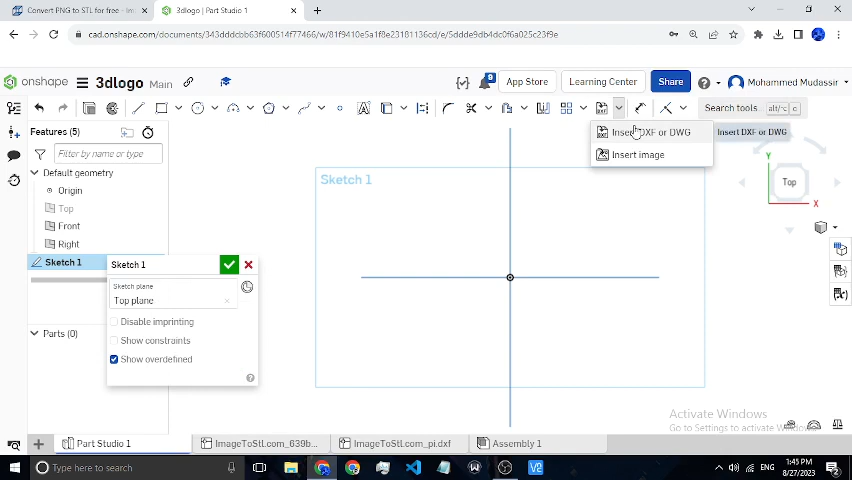 Convert PNG to STL for free - Im
3dlogo | Part Studio 1
cad.onshape.com/documents/343dddcbb63f600514f77466/w/81f9410e5a1f8e23181136cd/e/5ddde9db4dc0f6a025c23f9e
onshape
3dlogo Main
App Store
Learning Center
Share
Mohammed Mudassir
Search tools alt/⌥ c
Features (5)
Insert DXF or DWG
Insert DXF or DWG
Filter by name or type
Insert image
Default geometry
Origin
Top
Front
Right
Sketch 1
Sketch 1
Y
Top
X
Sketch 1
Sketch plane
Top plane
Disable imprinting
Show constraints
Show overdefined
Parts (0)
Activate Windows
Go to Settings to activate Windows.
Part Studio 1
ImageToStl.com_639b...
ImageToStl.com_pi.dxf
Assembly 1
Type here to search
ENG
1:45 PM
8/27/2023
2